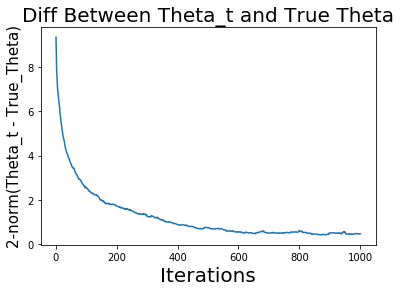 Diff Between Theta_t and True Theta
2-norm(Theta_t - True_Theta)
8
6
4
2
0
0 200 400 600 800 1000
Iterations